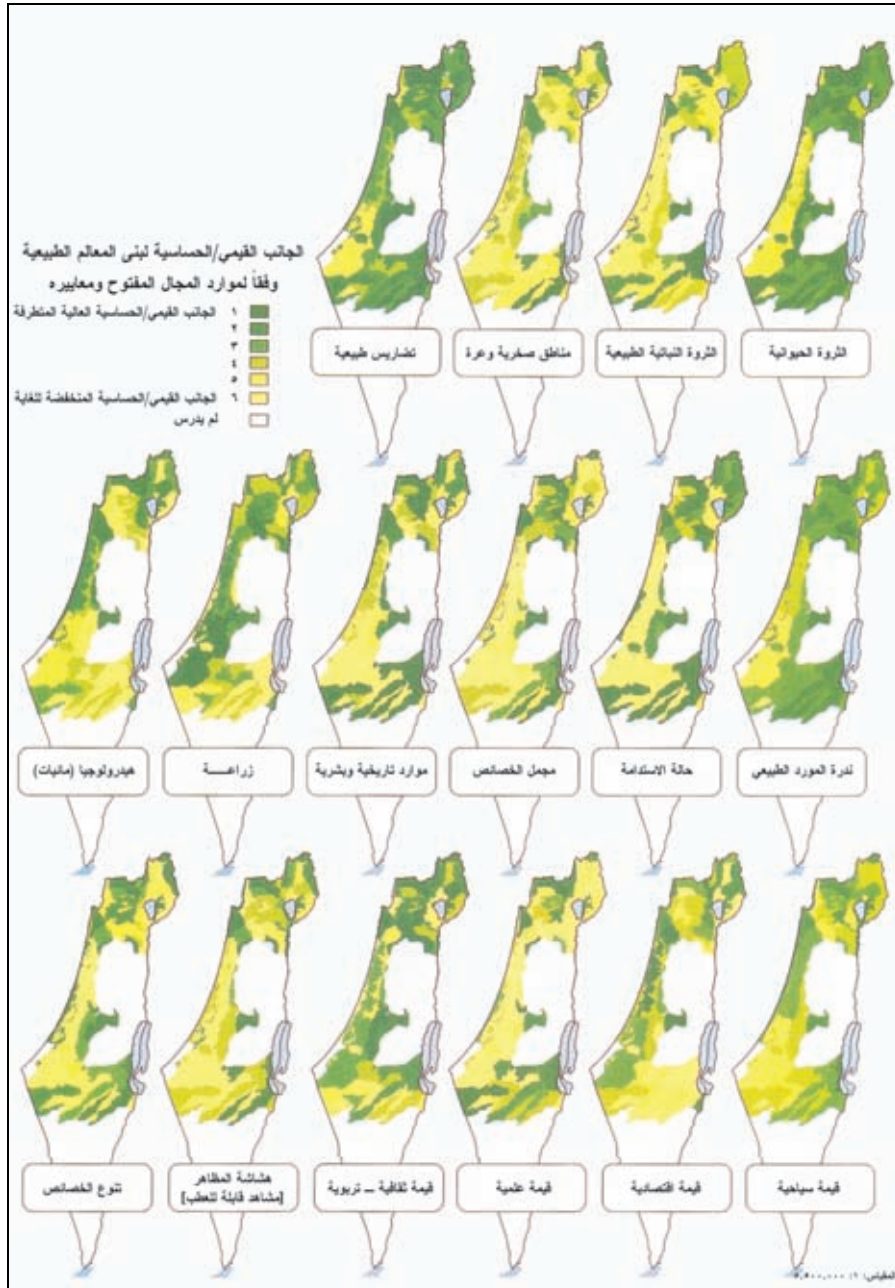 الجانب القيمي/الحساسية لبنى المعالم الطبيعية
وفقاً لموارد المجال المفتوح ومعاييره
١ الجانب القيمي/الحساسية العالية المتطرفة
٢
٣
٤
٥
٦ الجانب القيمي/الحساسية المنخفضة للغاية
لم يدرس
الثروة الحيوانية
الثروة النباتية الطبيعية
مناطق صخرية وعرة
تضاريس طبيعية
ندرة المورد الطبيعي
حالة الاستدامة
مجمل الخصائص
موارد تاريخية وبشرية
زراعـــــة
هيدرولوجيا (مائيات)
قيمة سياحية
قيمة اقتصادية
قيمة علمية
قيمة ثقافية ــ تربوية
هشاشة المظاهر
[مشاهد قابلة للعطب]
تنوع الخصائص
المقياس: ١: